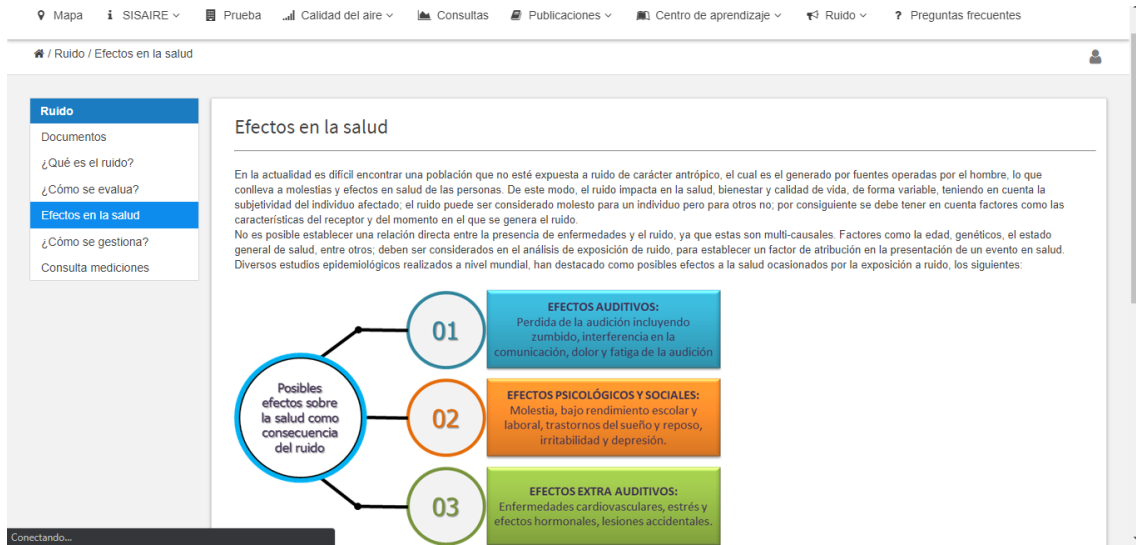 Mapa SISAIRE Prueba Calidad del aire Consultas Publicaciones Centro de aprendizaje Ruido ? Preguntas frecuentes
/ Ruido / Efectos en la salud
Ruido
Documentos
¿Qué es el ruido?
¿Cómo se evalua?
Efectos en la salud
¿Cómo se gestiona?
Consulta mediciones
Efectos en la salud
En la actualidad es difícil encontrar una población que no esté expuesta a ruido de carácter antrópico, el cual es el generado por fuentes operadas por el hombre, lo que
conlleva a molestias y efectos en salud de las personas. De este modo, el ruido impacta en la salud, bienestar y calidad de vida, de forma variable, teniendo en cuenta la
subjetividad del individuo afectado; el ruido puede ser considerado molesto para un individuo pero para otros no; por consiguiente se debe tener en cuenta factores como las
características del receptor y del momento en el que se genera el ruido.
No es posible establecer una relación directa entre la presencia de enfermedades y el ruido, ya que estas son multi-causales. Factores como la edad, genéticos, el estado
general de salud, entre otros; deben ser considerados en el análisis de exposición de ruido, para establecer un factor de atribución en la presentación de un evento en salud.
Diversos estudios epidemiológicos realizados a nivel mundial, han destacado como posibles efectos a la salud ocasionados por la exposición a ruido, los siguientes:
Posibles
efectos sobre
la salud como
consecuencia
del ruido
01
EFECTOS AUDITIVOS:
Perdida de la audición incluyendo
zumbido, interferencia en la
comunicación, dolor y fatiga de la audición
02
EFECTOS PSICOLÓGICOS Y SOCIALES:
Molestia, bajo rendimiento escolar y
laboral, trastornos del sueño y reposo,
irritabilidad y depresión.
03
EFECTOS EXTRA AUDITIVOS:
Enfermedades cardiovasculares, estrés y
efectos hormonales, lesiones accidentales.
Conectando...